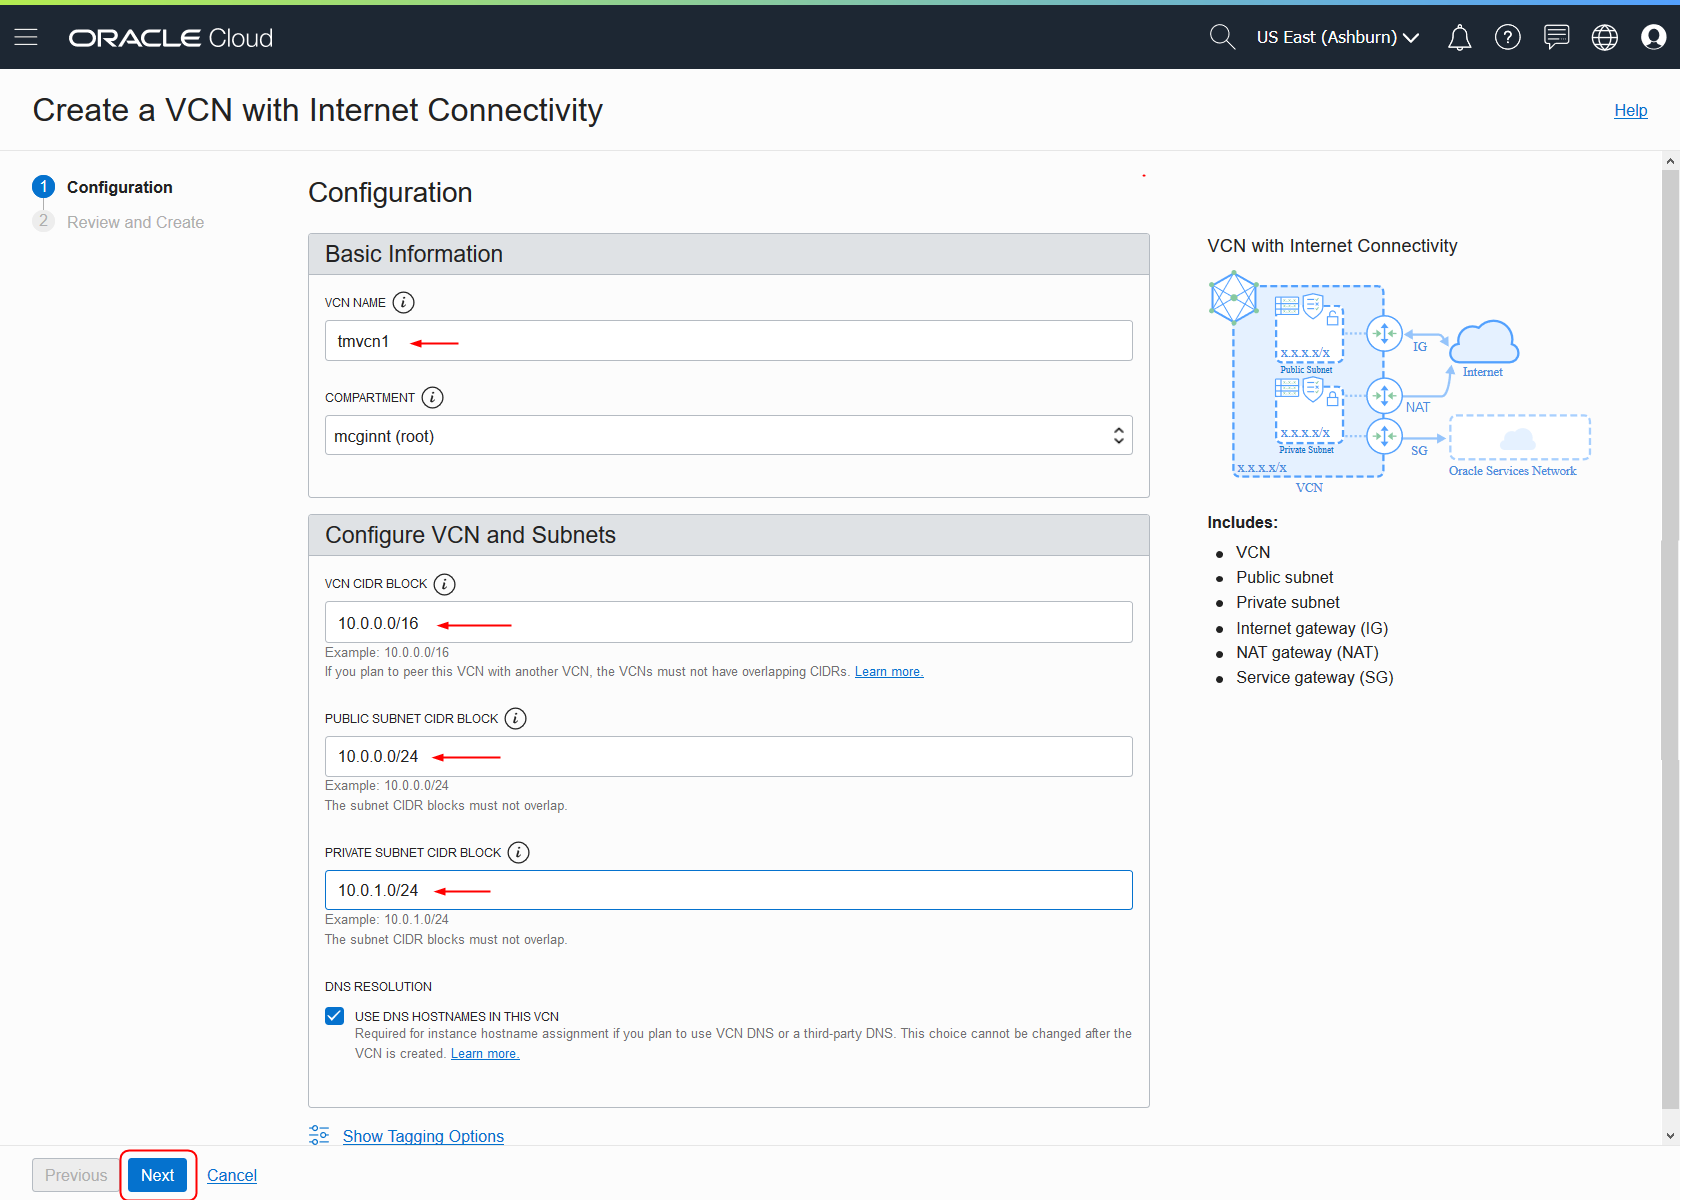 ORACLE Cloud
US East (Ashburn)
Create a VCN with Internet Connectivity
Help
1 Configuration
2 Review and Create
Configuration
Basic Information
VCN NAME i
tmvcn1
COMPARTMENT i
mcginnt (root)
Configure VCN and Subnets
VCN CIDR BLOCK i
10.0.0.0/16
Example: 10.0.0.0/16
If you plan to peer this VCN with another VCN, the VCNs must not have overlapping CIDRs. Learn more.
PUBLIC SUBNET CIDR BLOCK i
10.0.0.0/24
Example: 10.0.0.0/24
The subnet CIDR blocks must not overlap.
PRIVATE SUBNET CIDR BLOCK i
10.0.1.0/24
Example: 10.0.1.0/24
The subnet CIDR blocks must not overlap.
DNS RESOLUTION
USE DNS HOSTNAMES IN THIS VCN
Required for instance hostname assignment if you plan to use VCN DNS or a third-party DNS. This choice cannot be changed after the
VCN is created. Learn more.
Show Tagging Options
VCN with Internet Connectivity
x.x.x.x/x
Public Subnet
IG
Internet
NAT
x.x.x.x/x
Private Subnet
SG
x.x.x.x/x
Oracle Services Network
VCN
Includes:
VCN
Public subnet
Private subnet
Internet gateway (IG)
NAT gateway (NAT)
Service gateway (SG)
Previous
Next
Cancel